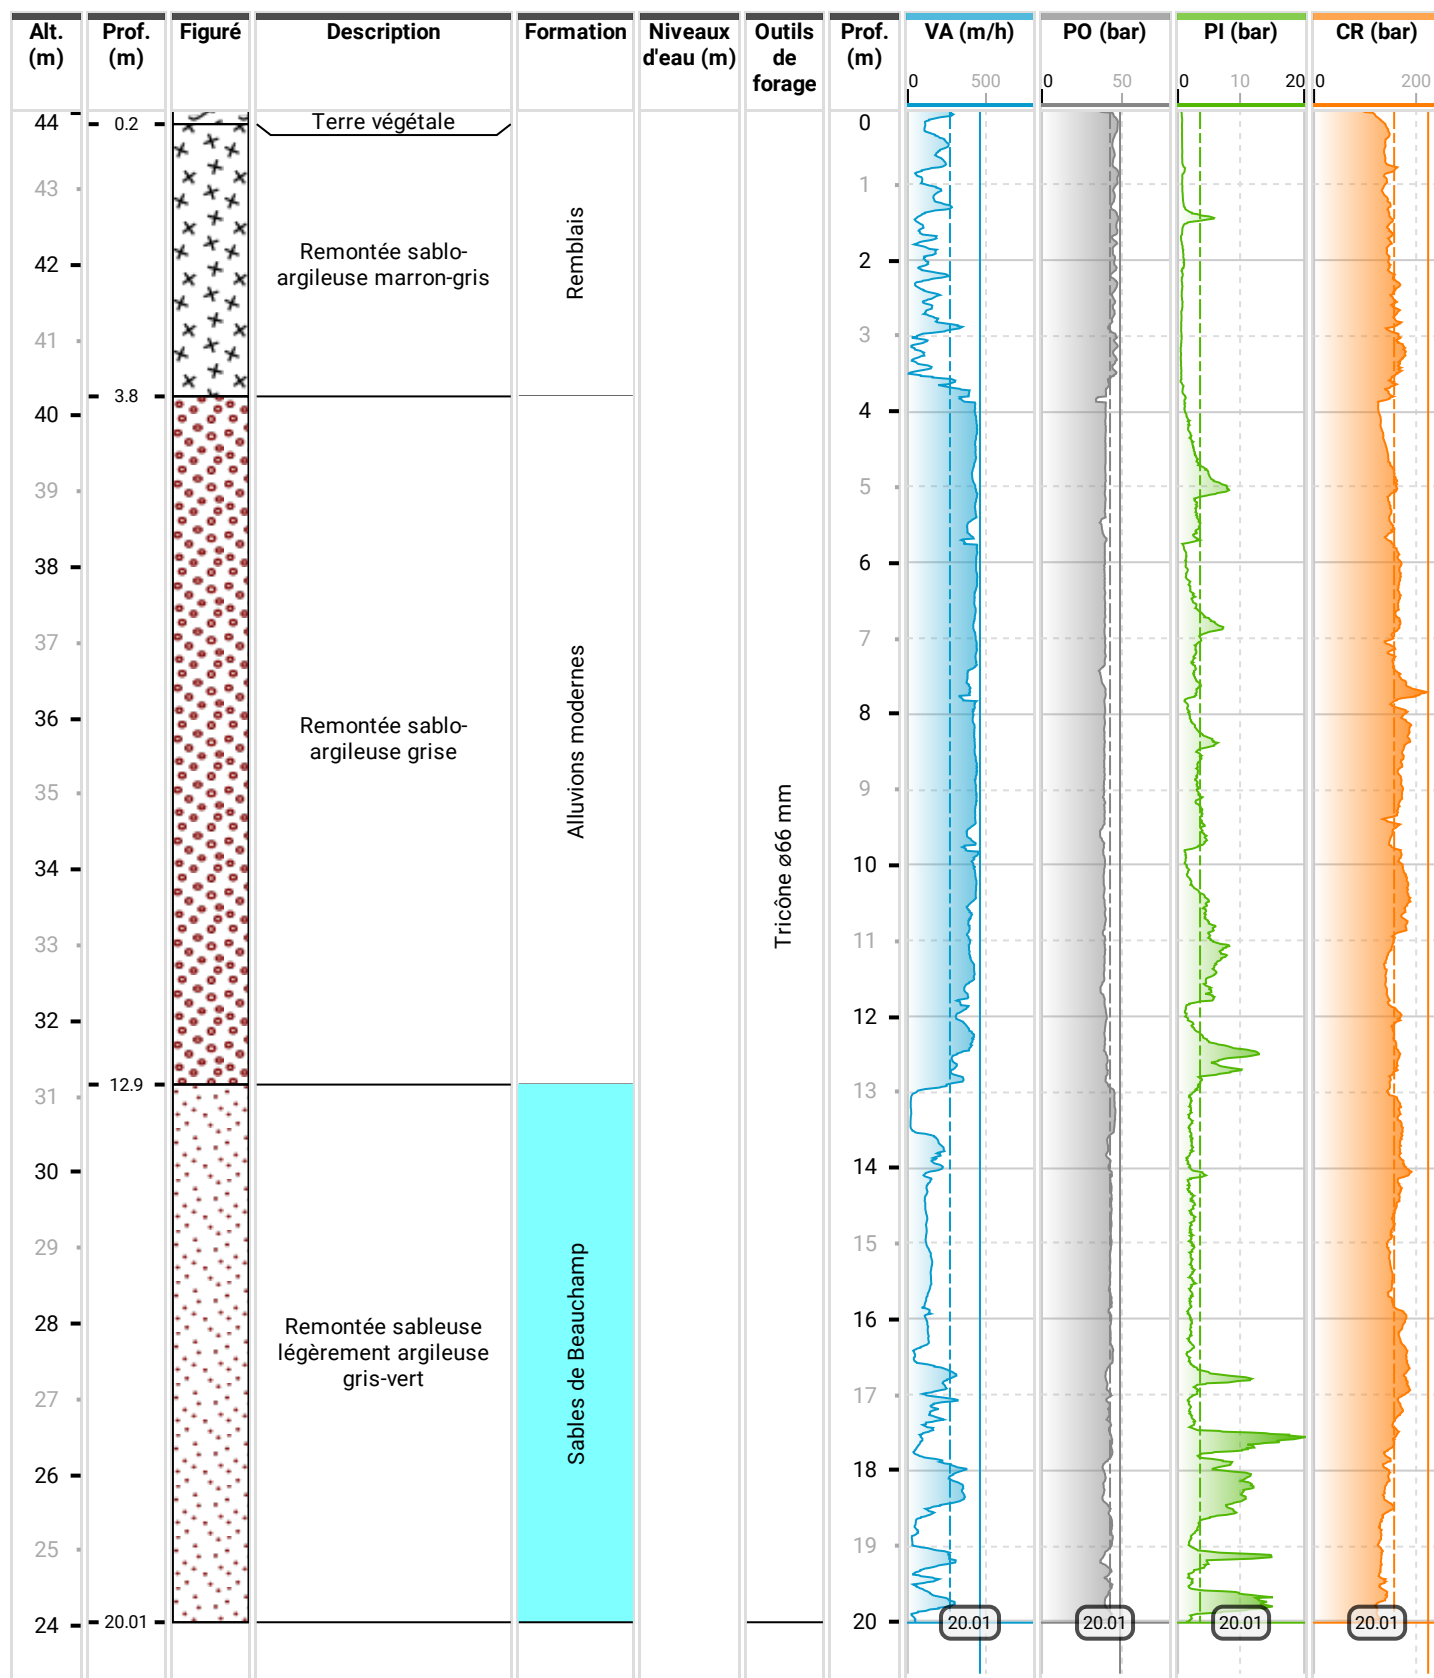 Alt.
(m)
Prof.
(m)
Figuré
Description
Formation
Niveaux
d'eau (m)
Outils
de
forage
Prof.
(m)
VA (m/h)
PO (bar)
PI (bar)
CR (bar)
0
500
0
50
0
10
20
0
200
44
43
42
41
40
39
38
37
36
35
34
33
32
31
30
29
28
27
26
25
24
0.2
3.8
12.9
20.01
Terre végétale
Remontée sablo-
argileuse marron-gris
Remontée sablo-
argileuse grise
Remontée sableuse
légèrement argileuse
gris-vert
Remblais
Alluvions modernes
Sables de Beauchamp
Tricône ø66 mm
0
1
2
3
4
5
6
7
8
9
10
11
12
13
14
15
16
17
18
19
20
20.01
20.01
20.01
20.01